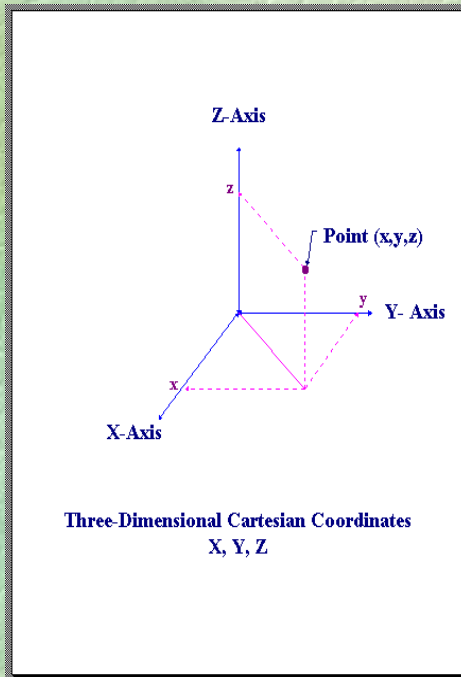 Z-Axis
z
Point (x,y,z)
y
Y- Axis
x
X-Axis
Three-Dimensional Cartesian Coordinates
X, Y, Z